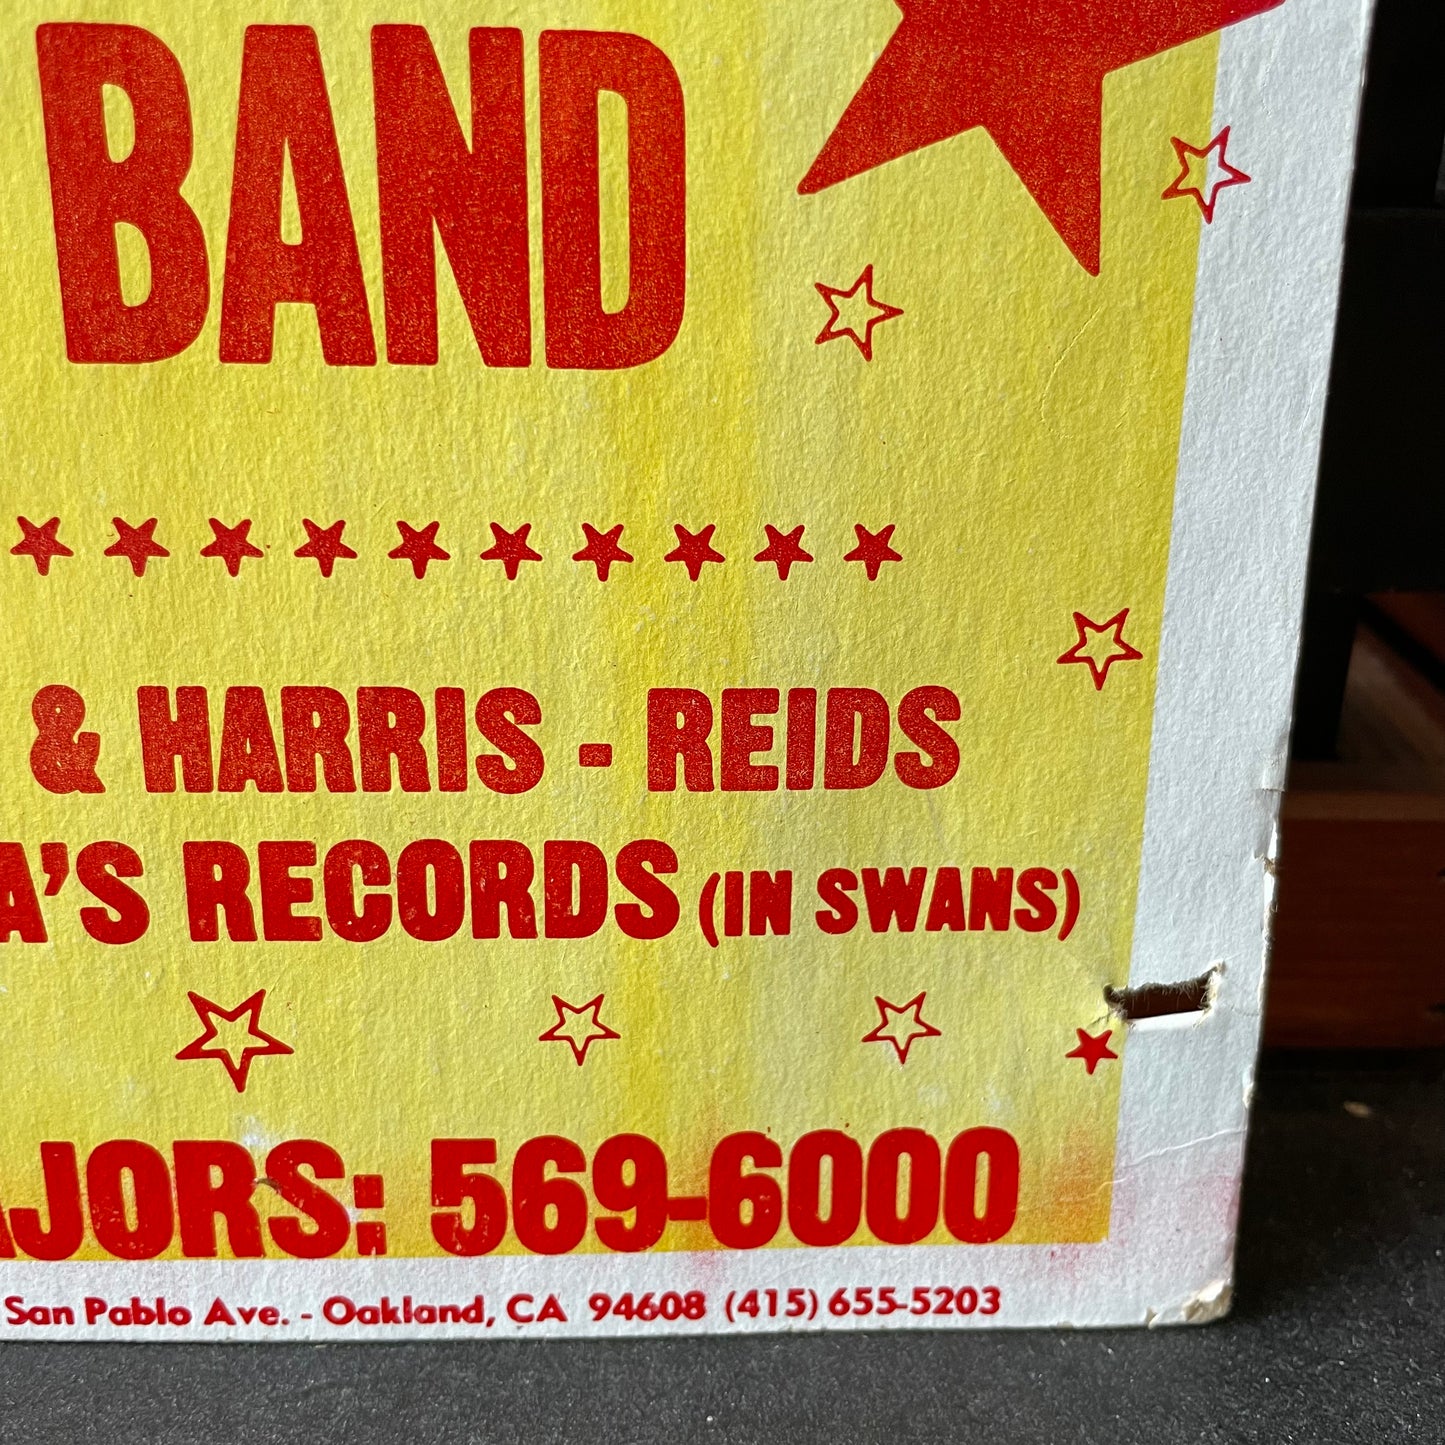 BAND
& HARRIS - REIDS
A'S RECORDS (IN SWANS)
AJORS: 569-6000
San Pablo Ave. - Oakland, CA 94608 (415) 655-5203